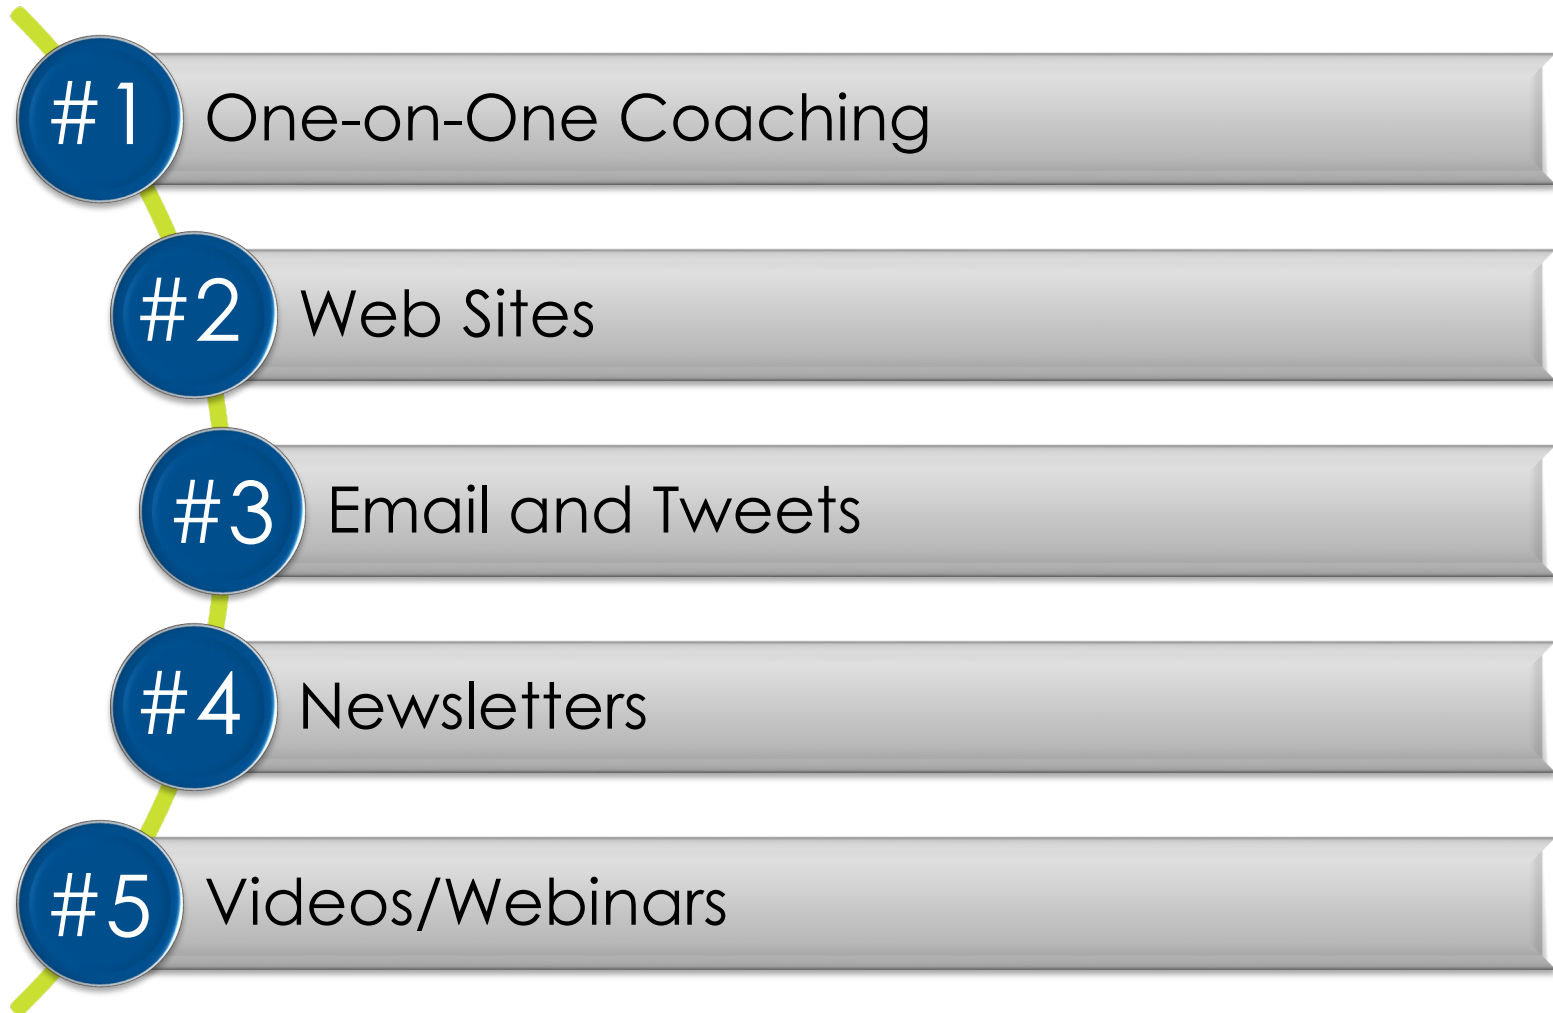 #1 One-on-One Coaching
#2 Web Sites
#3 Email and Tweets
#4 Newsletters
#5 Videos/Webinars